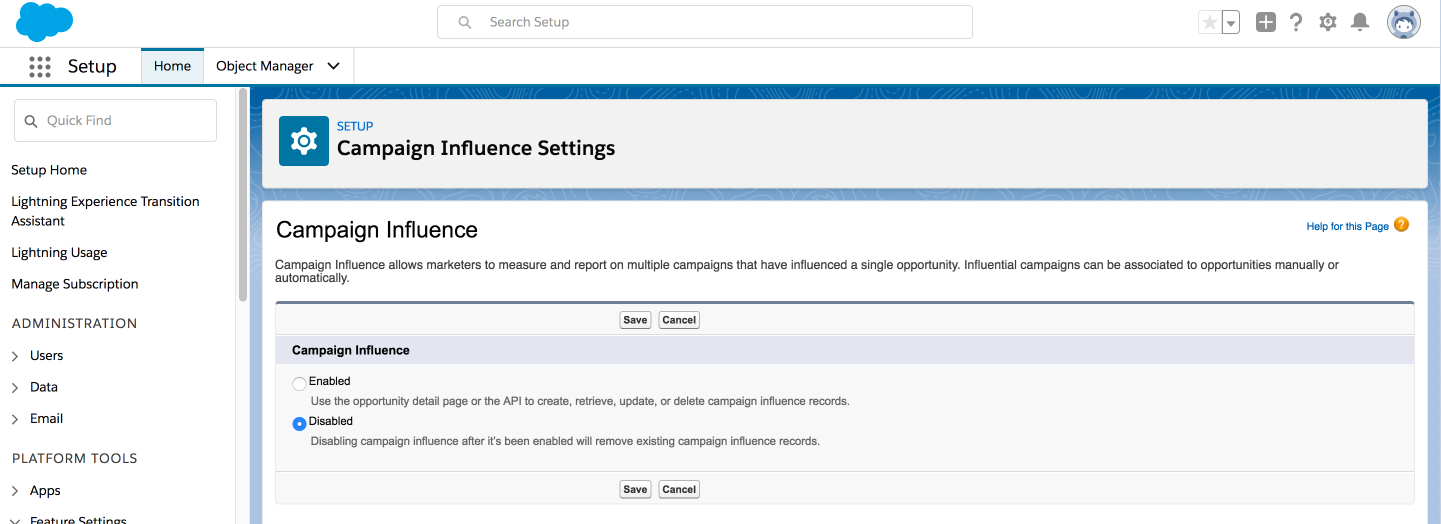 Search Setup
Setup
Home
Object Manager
Quick Find
Setup Home
Lightning Experience Transition
Assistant
Lightning Usage
Manage Subscription
ADMINISTRATION
Users
Data
Email
PLATFORM TOOLS
Apps
Feature Settings
SETUP
Campaign Influence Settings
Campaign Influence
Help for this Page ?
Campaign Influence allows marketers to measure and report on multiple campaigns that have influenced a single opportunity. Influential campaigns can be associated to opportunities manually or
automatically.
Save Cancel
Campaign Influence
Enabled
Use the opportunity detail page or the API to create, retrieve, update, or delete campaign influence records.
Disabled
Disabling campaign influence after it's been enabled will remove existing campaign influence records.
Save Cancel